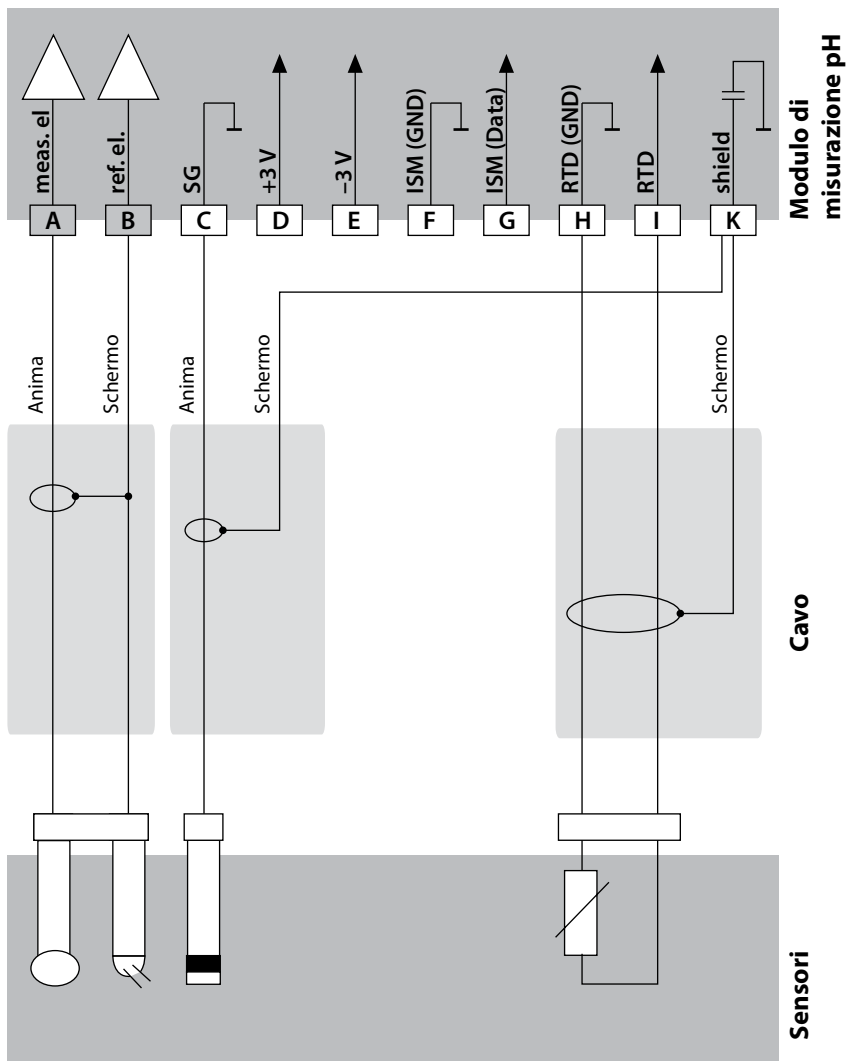 meas. el
ref. el.
SG
+3 V
–3 V
ISM (GND)
ISM (Data)
RTD (GND)
RTD
shield
A
B
C
D
E
F
G
H
I
K
Modulo di
misurazione pH
Anima
Schermo
Anima
Schermo
Schermo
Cavo
Sensori